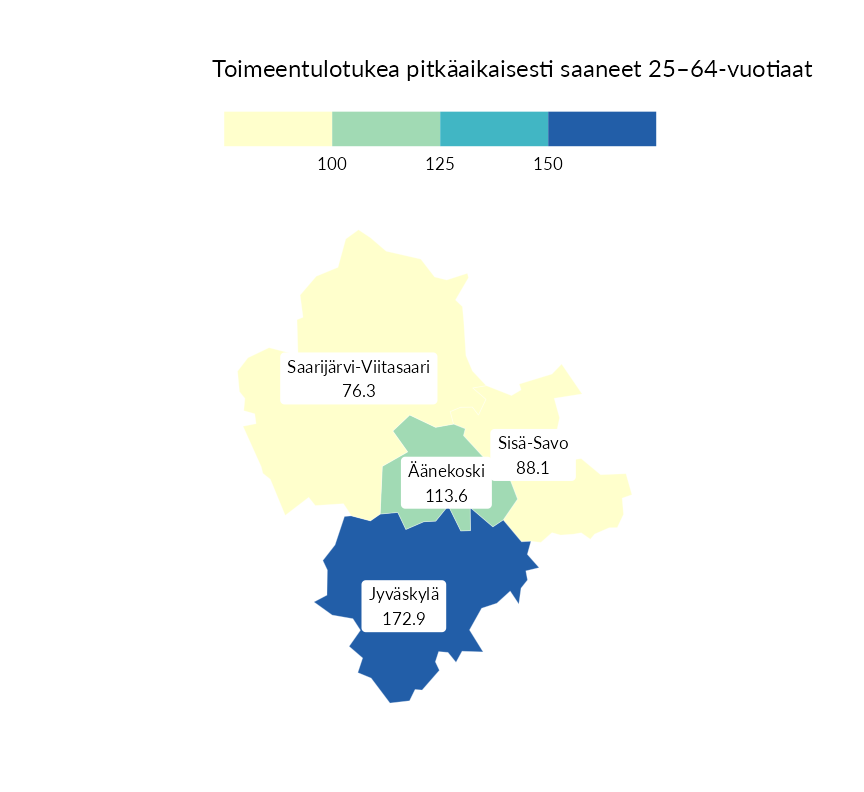 Toimeentulotukea pitkäaikaisesti saaneet 25–64-vuotiaat
100 125 150
Saarijärvi-Viitasaari
76.3
Sisä-Savo
88.1
Äänekoski
113.6
Jyväskylä
172.9